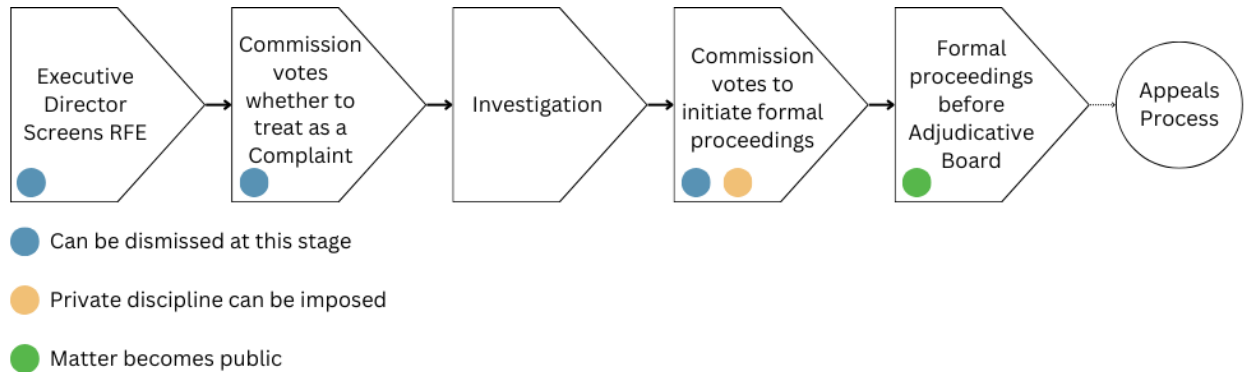 Executive
Director
Screens RFE
Commission
votes
whether to
treat as a
Complaint
Investigation
Commission
votes to
initiate formal
proceedings
Formal
proceedings
before
Adjudicative
Board
Appeals
Process
Can be dismissed at this stage
Private discipline can be imposed
Matter becomes public